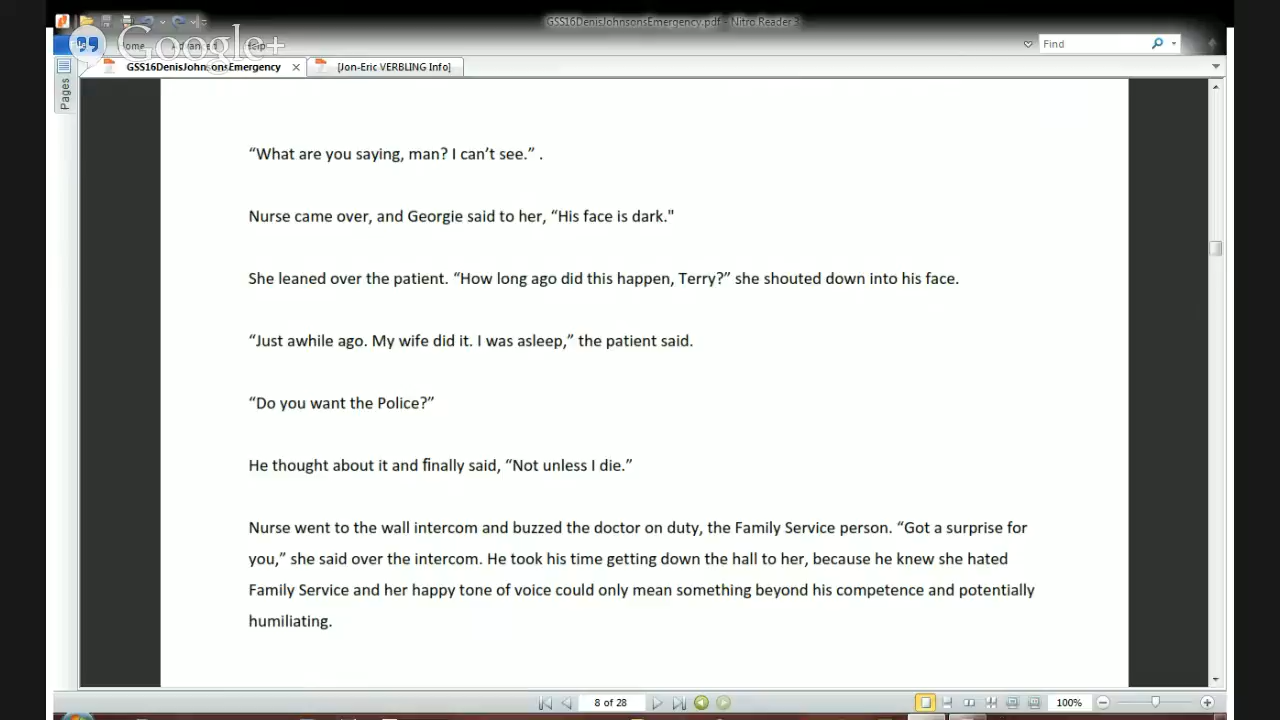 GSS16DenisJohnsonsEmergency.pdf - Nitro Reader 3
Google+
Home
Help
Find
GSS16DenisJohnsonsEmergency
[Jon-Eric VERBLING Info]
Pages
“What are you saying, man? I can’t see.” .
Nurse came over, and Georgie said to her, “His face is dark."
She leaned over the patient. “How long ago did this happen, Terry?” she shouted down into his face.
“Just awhile ago. My wife did it. I was asleep,” the patient said.
“Do you want the Police?”
He thought about it and finally said, “Not unless I die.”
Nurse went to the wall intercom and buzzed the doctor on duty, the Family Service person. “Got a surprise for
you,” she said over the intercom. He took his time getting down the hall to her, because he knew she hated
Family Service and her happy tone of voice could only mean something beyond his competence and potentially
humiliating.
8 of 28
100%